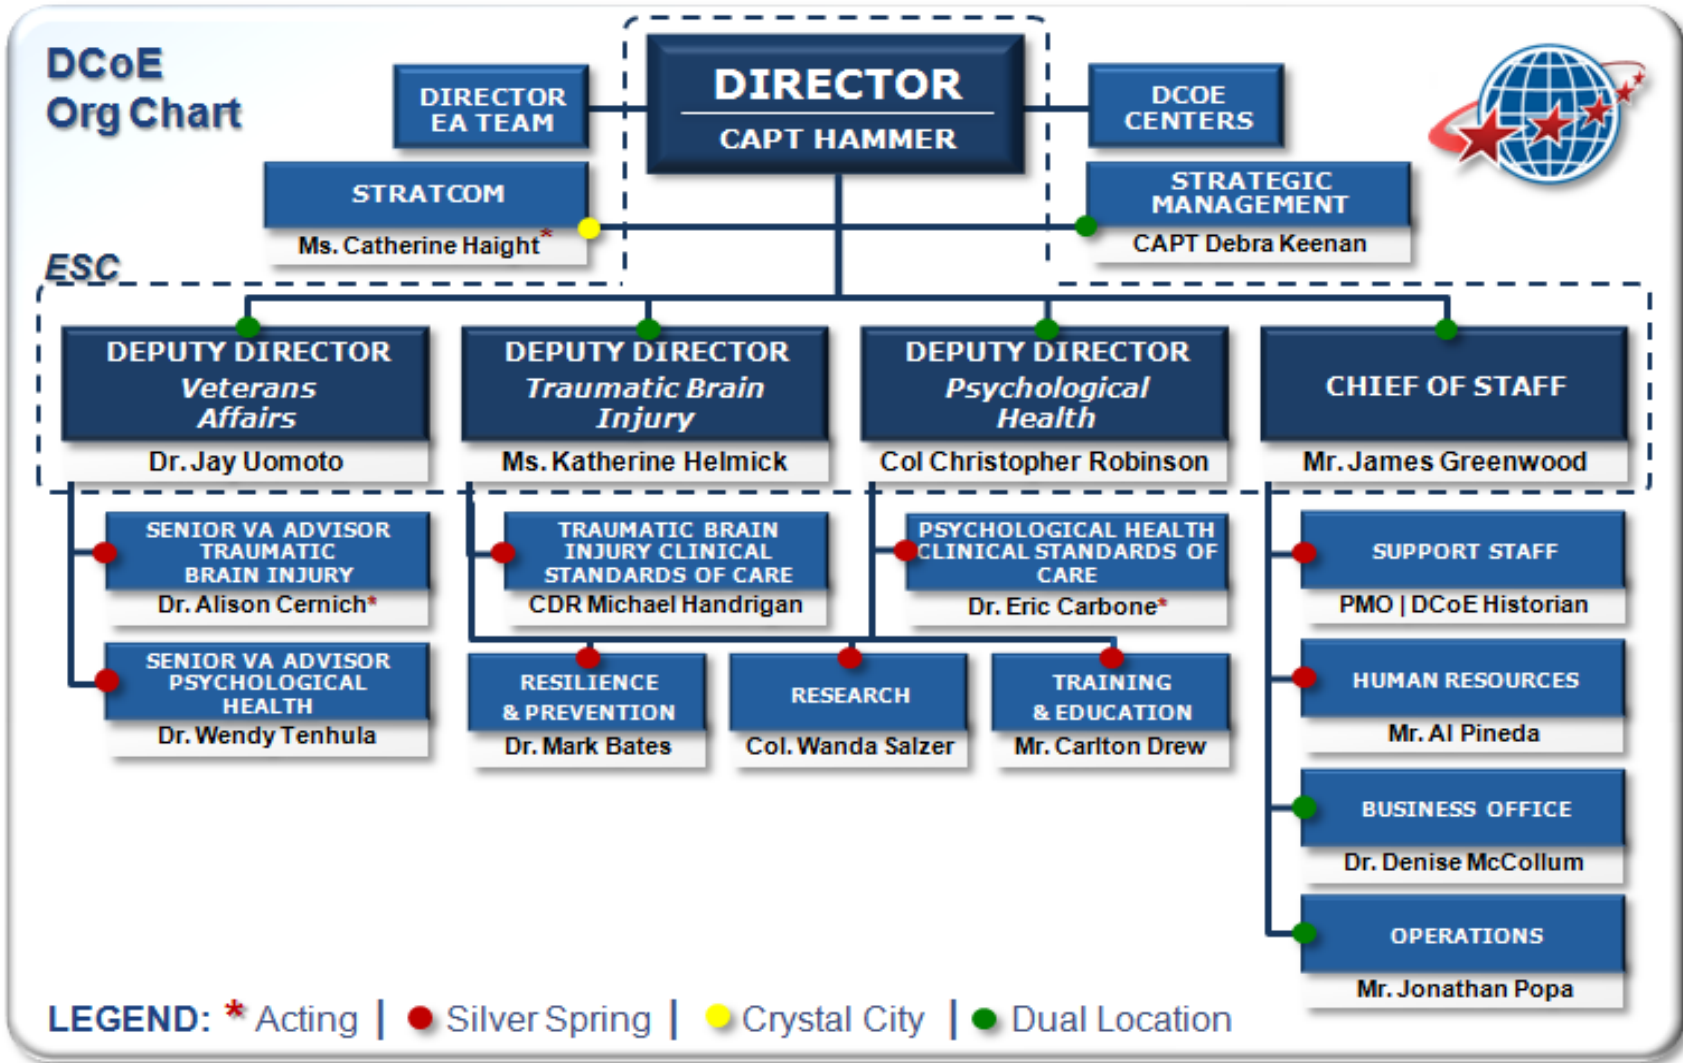 DCoE
Org Chart
DIRECTOR
EA TEAM
DIRECTOR
CAPT HAMMER
DCOE
CENTERS
STRATCOM
Ms. Catherine Haight*
STRATEGIC
MANAGEMENT
CAPT Debra Keenan
ESC
DEPUTY DIRECTOR
Veterans
Affairs
Dr. Jay Uomoto
DEPUTY DIRECTOR
Traumatic Brain
Injury
Ms. Katherine Helmick
DEPUTY DIRECTOR
Psychological
Health
Col Christopher Robinson
CHIEF OF STAFF
Mr. James Greenwood
SENIOR VA ADVISOR
TRAUMATIC
BRAIN INJURY
Dr. Alison Cernich*
TRAUMATIC BRAIN
INJURY CLINICAL
STANDARDS OF CARE
CDR Michael Handrigan
PSYCHOLOGICAL HEALTH
CLINICAL STANDARDS OF
CARE
Dr. Eric Carbone*
SUPPORT STAFF
PMO | DCoE Historian
SENIOR VA ADVISOR
PSYCHOLOGICAL
HEALTH
Dr. Wendy Tenhula
RESILIENCE
& PREVENTION
Dr. Mark Bates
RESEARCH
Col. Wanda Salzer
TRAINING
& EDUCATION
Mr. Carlton Drew
HUMAN RESOURCES
Mr. Al Pineda
BUSINESS OFFICE
Dr. Denise McCollum
OPERATIONS
Mr. Jonathan Popa
LEGEND: * Acting | Silver Spring | Crystal City | Dual Location